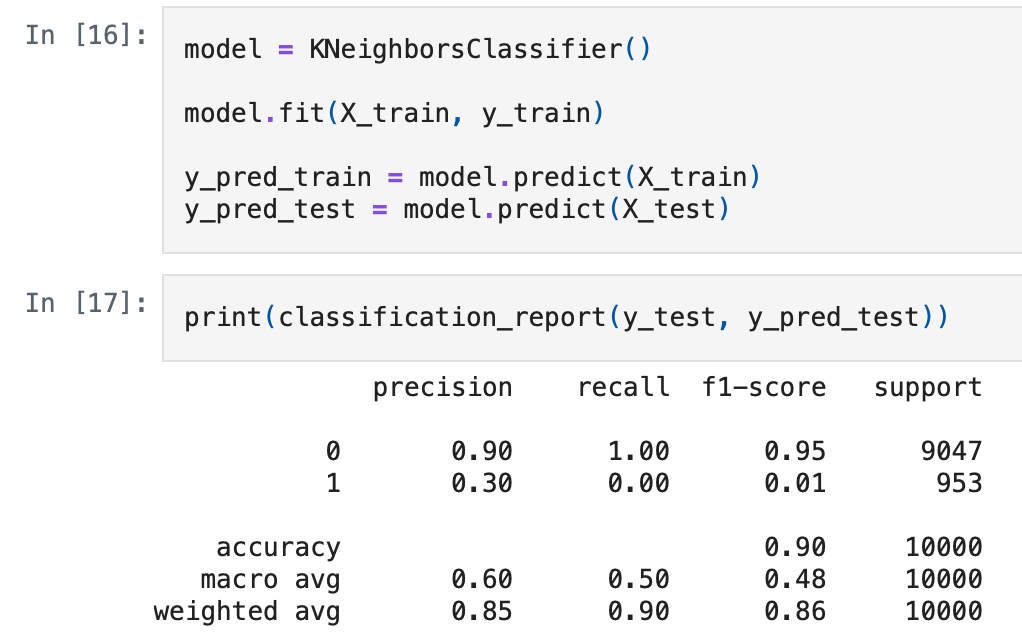 In [16]:
model = KNeighborsClassifier()
model.fit(X_train, y_train)
y_pred_train = model.predict(X_train)
y_pred_test = model.predict(X_test)
In [17]:
print(classification_report(y_test, y_pred_test))
precision recall f1-score support
0 0.90 1.00 0.95 9047
1 0.30 0.00 0.01 953
accuracy 0.90 10000
macro avg 0.60 0.50 0.48 10000
weighted avg 0.85 0.90 0.86 10000